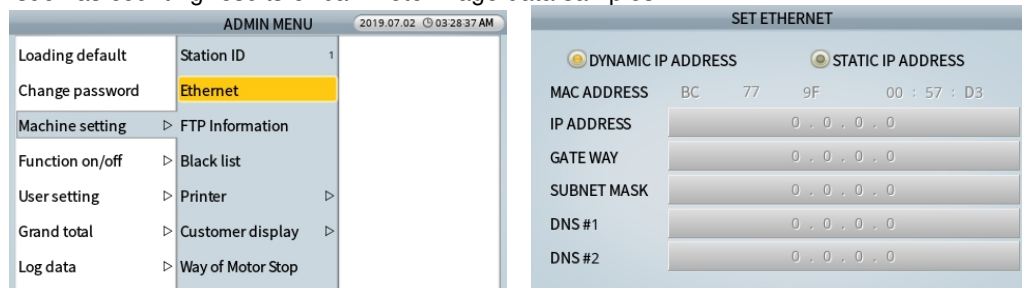 ADMIN MENU
2019.07.02 03:28:37 AM
Loading default
Change password
Machine setting
Function on/off
User setting
Grand total
Log data
Station ID 1
Ethernet
FTP Information
Black list
Printer
Customer display
Way of Motor Stop
SET ETHERNET
DYNAMIC IP ADDRESS STATIC IP ADDRESS
MAC ADDRESS BC 77 9F 00 : 57 : D3
IP ADDRESS 0 . 0 . 0 . 0
GATE WAY 0 . 0 . 0 . 0
SUBNET MASK 0 . 0 . 0 . 0
DNS #1 0 . 0 . 0 . 0
DNS #2 0 . 0 . 0 . 0